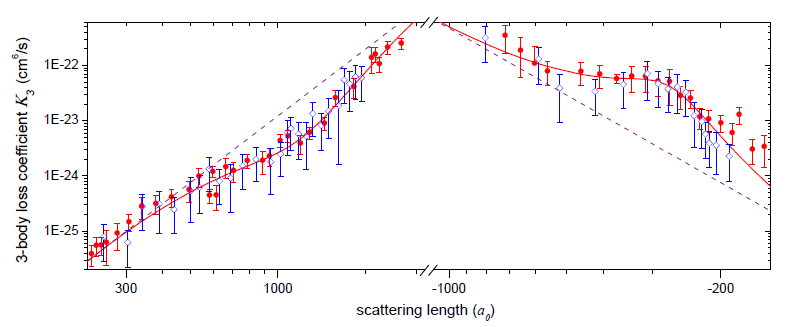 3-body loss coefficient K3 (cm6/s)
1E-22
1E-23
1E-24
1E-25
300
1000
-1000
-200
scattering length (a0)